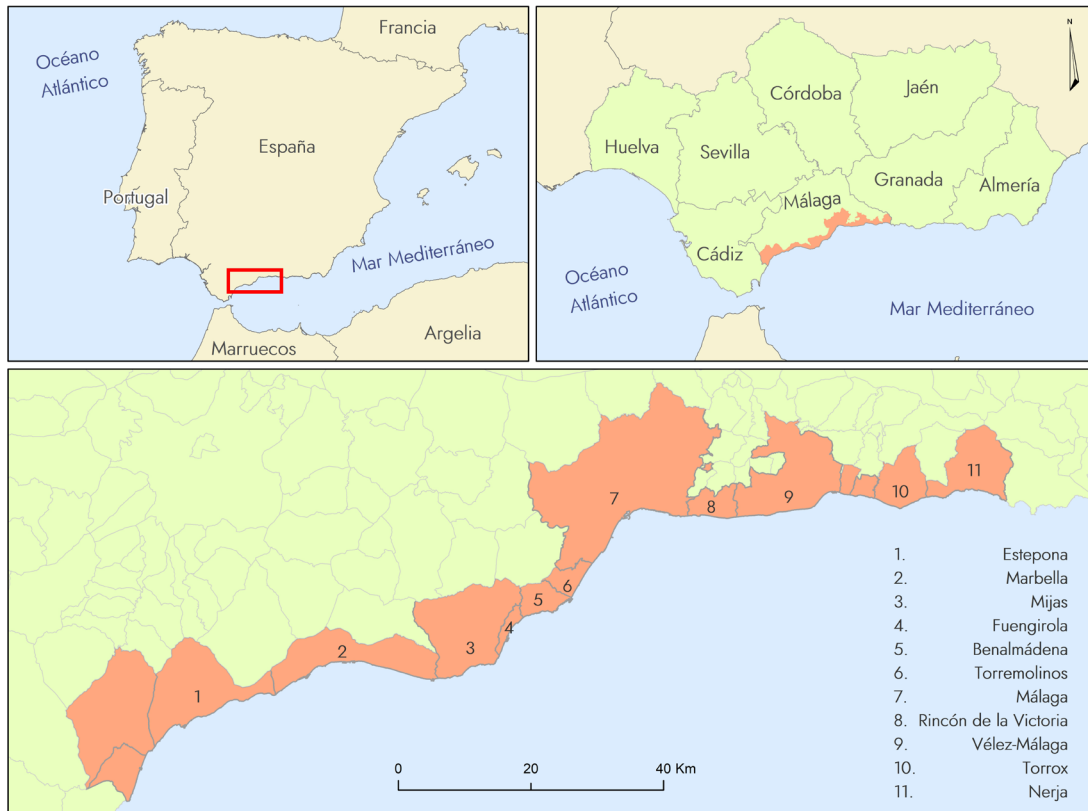 Francia
Océano
Atlántico
España
Portugal
Mar Mediterráneo
Argelia
Marruecos
N
Jaén
Córdoba
Huelva
Sevilla
Granada
Almería
Málaga
Cádiz
Océano
Atlántico
Mar Mediterráneo
11
7
10
9
8
6
5
4
3
2
1
1. Estepona
2. Marbella
3. Mijas
4. Fuengirola
5. Benalmádena
6. Torremolinos
7. Málaga
8. Rincón de la Victoria
9. Vélez-Málaga
10. Torrox
11. Nerja
0 20 40 Km